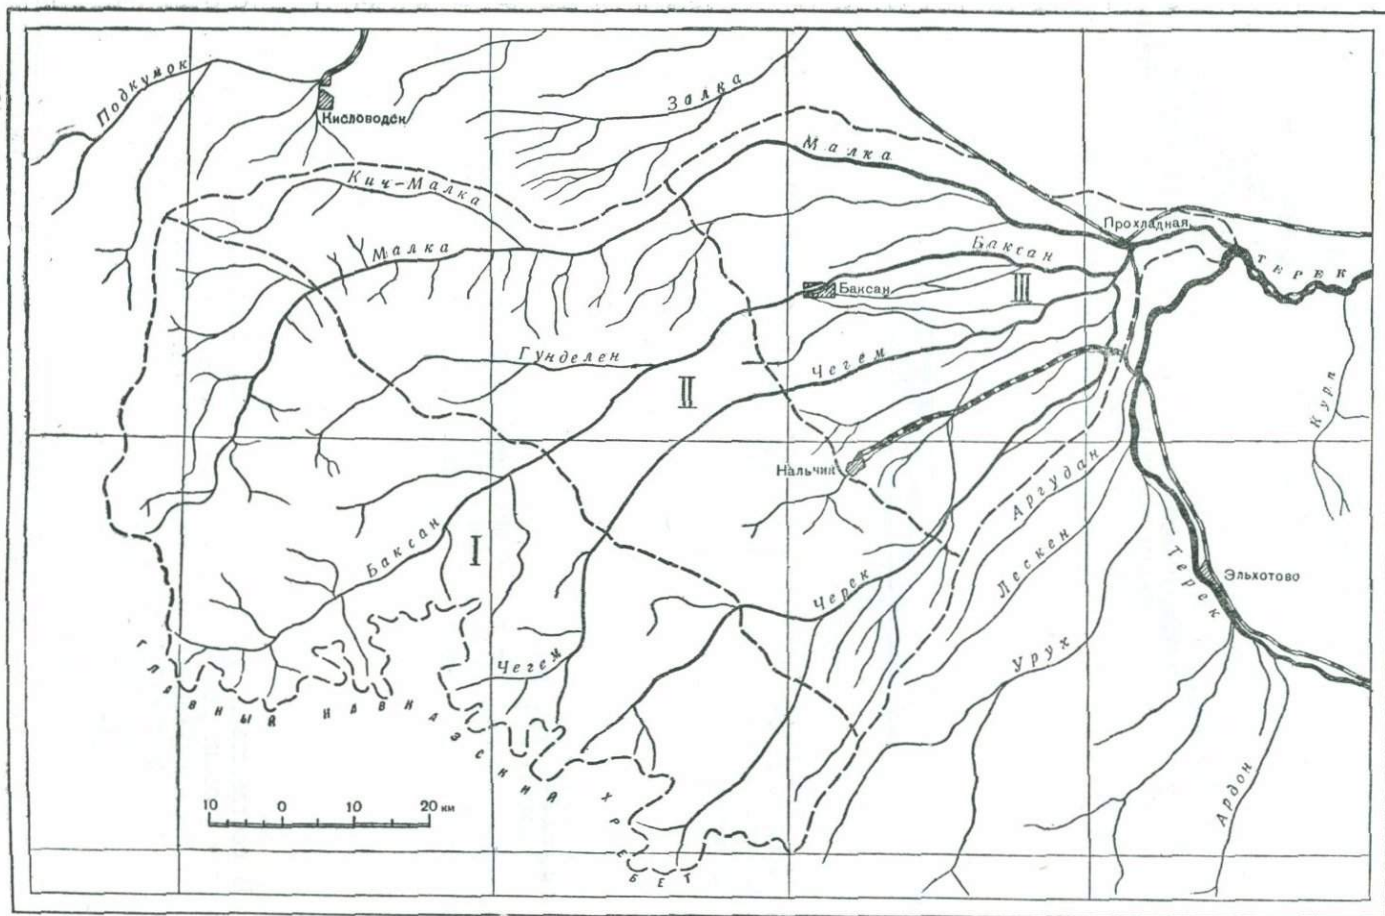 Подкумок
Кисловодск
Залка
Малка
Кич-Малка
Малка
Прохладная
Баксан
ТЕРЕК
Баксан
III
Гунделен
Чегем
II
Курп
Нальчик
Аргудан
Баксан
I
Лескен
Терек
Эльхотово
Черек
Чегем
Урух
ГЛАВНЫЙ КАВКАЗСКИЙ ХРЕБЕТ
Ардон
10 0 10 20 км